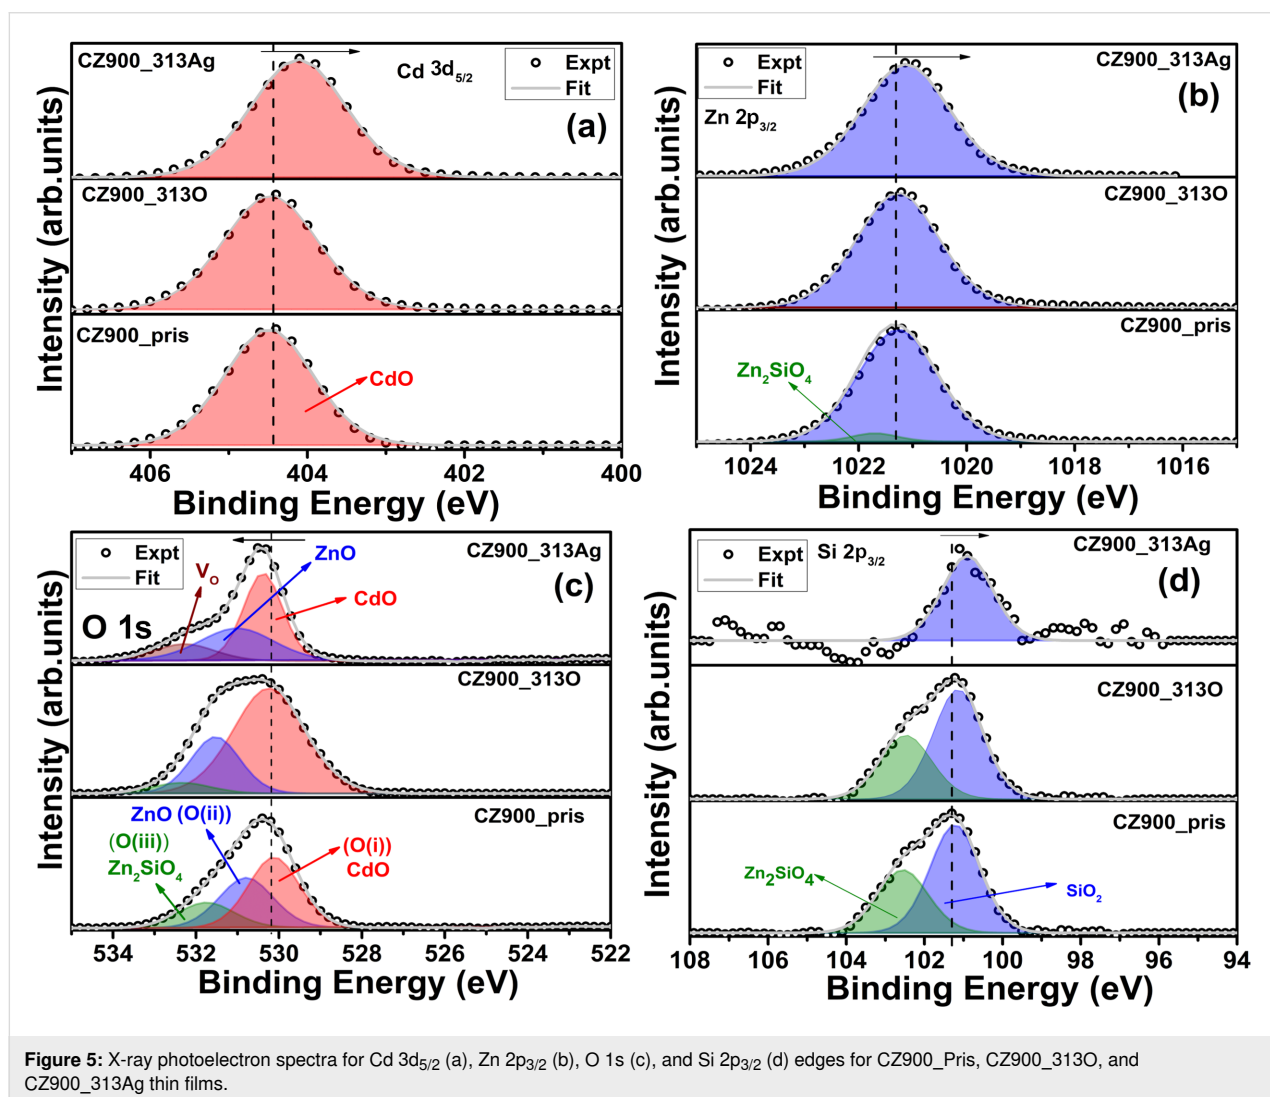 CZ900_313Ag
Cd 3d5/2
Expt
Fit
(a)
CZ900_313O
CZ900_pris
CdO
Intensity (arb.units)
406 404 402 400
Binding Energy (eV)
Expt
Fit
CZ900_313Ag
(b)
Zn 2p3/2
CZ900_313O
CZ900_pris
Zn2SiO4
Intensity (arb.units)
1024 1022 1020 1018 1016
Binding Energy (eV)
Expt
Fit
CZ900_313Ag
ZnO
VO
(c)
CdO
O 1s
CZ900_313O
ZnO (O(ii))
CZ900_pris
(O(iii))
Zn2SiO4
(O(i))
CdO
Intensity (arb.units)
534 532 530 528 526 524 522
Binding Energy (eV)
Expt
Fit
Si 2p3/2
CZ900_313Ag
(d)
CZ900_313O
CZ900_pris
Zn2SiO4
SiO2
Intensity (arb.units)
108 106 104 102 100 98 96 94
Binding Energy (eV)
Figure 5: X-ray photoelectron spectra for Cd 3d5/2 (a), Zn 2p3/2 (b), O 1s (c), and Si 2p3/2 (d) edges for CZ900_Pris, CZ900_313O, and
CZ900_313Ag thin films.